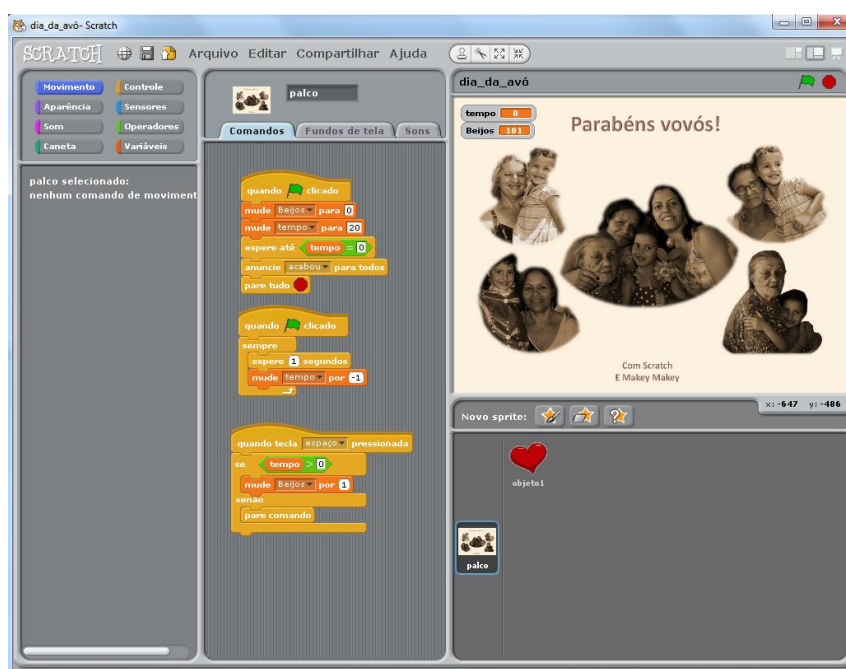 dia_da_avó- Scratch
SCRATCH Arquivo Editar Compartilhar Ajuda
Movimento Controle
Aparência Sensores
Som Operadores
Caneta Variáveis
palco selecionado:
nenhum comando de moviment
palco
Comandos Fundos de tela Sons
quando clicado
mude Beijos para 0
mude tempo para 20
espere até tempo = 0
anuncie acabou para todos
pare tudo
quando clicado
sempre
espere 1 segundos
mude tempo por -1
quando tecla espaço pressionada
se tempo > 0
mude Beijos por 1
senão
pare comando
dia_da_avó
tempo 0
Beijos 101
Parabéns vovós!
Com Scratch
E Makey Makey
x: -647 y: -486
Novo sprite:
objeto1
palco